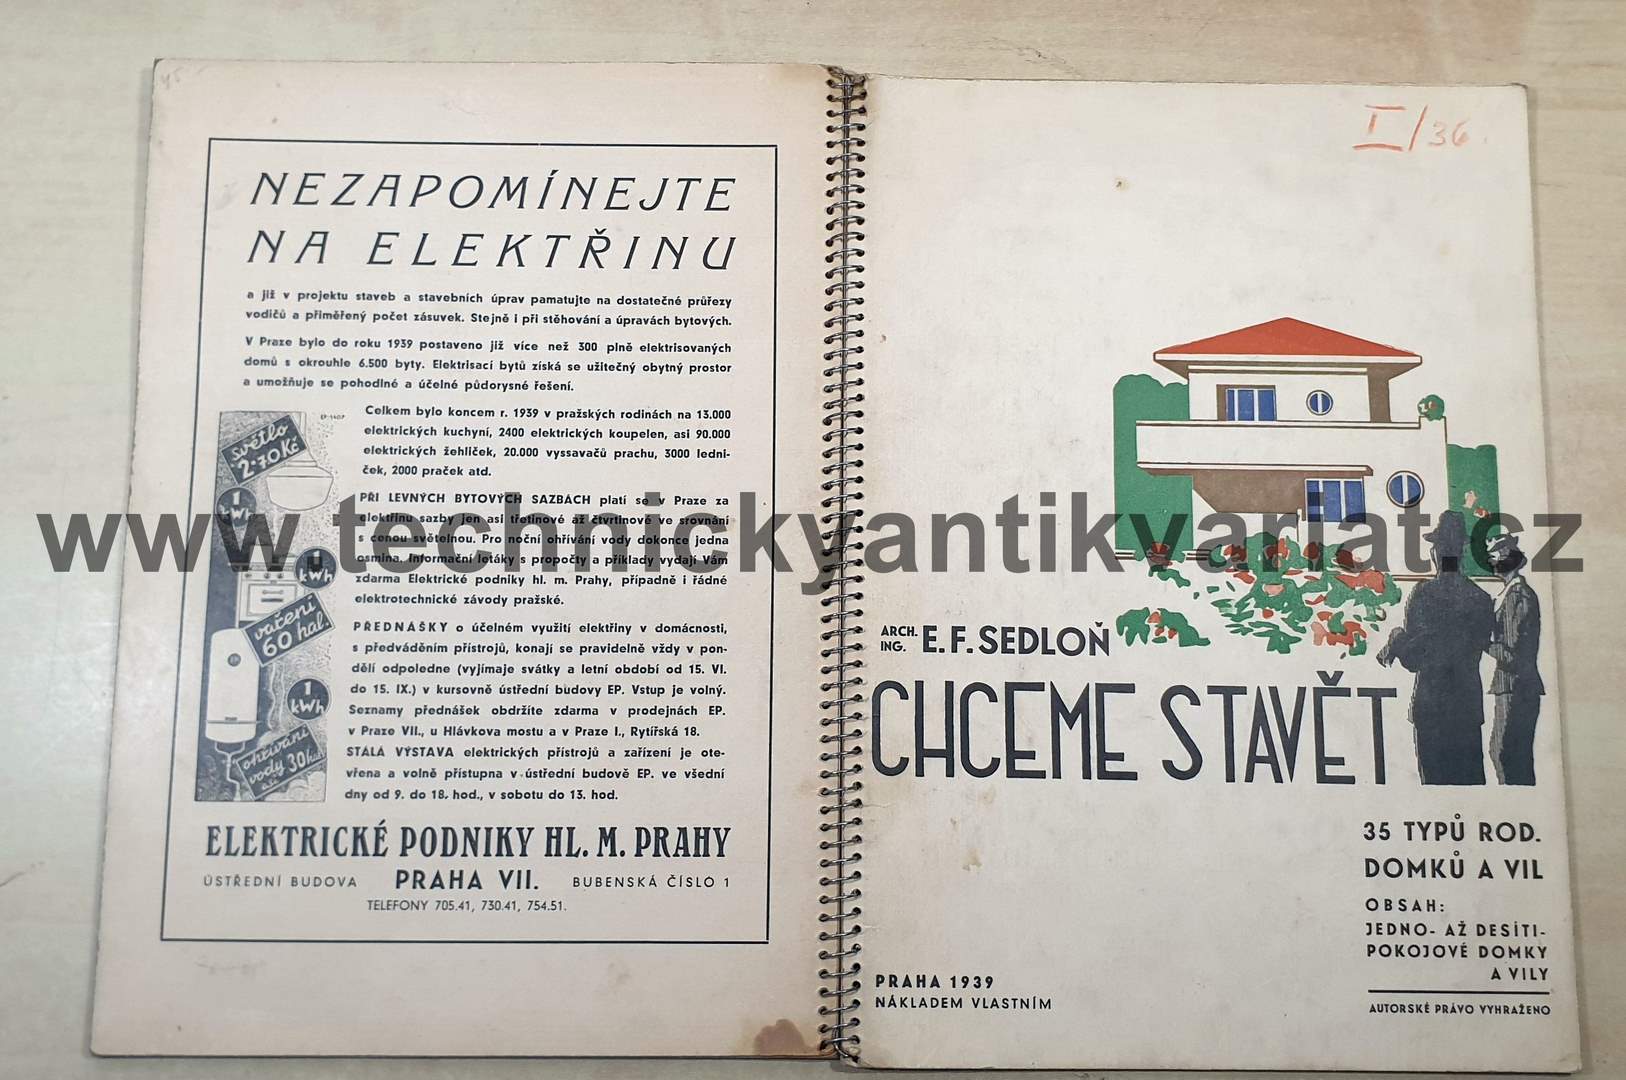 NEZAPOMÍNEJTE
NA ELEKTŘINU
a již v projektu staveb a stavebních úprav pamatujte na dostatečné průřezy
vodičů a přiměřený počet zásuvek. Stejně i při stěhování a úpravách bytových.
V Praze bylo do roku 1939 postaveno již více než 300 plně elektrisovaných
domů s okrouhle 6.500 byty. Elektrisací bytů získá se užitečný obytný prostor
a umožňuje se pohodlné a účelné půdorysné řešení.
EP-1407
Celkem bylo koncem r. 1939 v pražských rodinách na 13.000
elektrických kuchyní, 2400 elektrických koupelen, asi 90.000
elektrických žehliček, 20.000 vyssavačů prachu, 3000 ledni-
ček, 2000 praček atd.
PŘI LEVNÝCH BYTOVÝCH SAZBÁCH platí se v Praze za
elektřinu sazby jen asi třetinové až čtvrtinové ve srovnání
s cenou světelnou. Pro noční ohřívání vody dokonce jedna
osmina. Informační letáky s propočty a příklady vydají Vám
zdarma Elektrické podniky hl. m. Prahy, případně i řádné
elektrotechnické závody pražské.
PŘEDNÁŠKY o účelném využití elektřiny v domácnosti,
s předváděním přístrojů, konají se pravidelně vždy v pon-
dělí odpoledne (vyjímaje svátky a letní období od 15. VI.
do 15. IX.) v kursovně ústřední budovy EP. Vstup je volný.
Seznamy přednášek obdržíte zdarma v prodejnách EP.
v Praze VII., u Hlávkova mostu a v Praze I., Rytířská 18.
STÁLÁ VÝSTAVA elektrických přístrojů a zařízení je ote-
vřena a volně přístupna v ústřední budově EP. ve všední
dny od 9. do 18. hod., v sobotu do 13. hod.
světlo
2·70 Kč
1
kWh
1
kWh
vaření
60 hal.
EP
1
kWh
ohřívání
vody
asi 30 hal.
ELEKTRICKÉ PODNIKY HL. M. PRAHY
ÚSTŘEDNÍ BUDOVA PRAHA VII. BUBENSKÁ ČÍSLO 1
TELEFONY 705.41, 730.41, 754.51.
I/36.
ARCH. ING. E. F. SEDLOŇ
CHCEME STAVĚT
35 TYPŮ ROD.
DOMKŮ A VIL
OBSAH:
JEDNO- AŽ DESÍTI-
POKOJOVÉ DOMKY
A VILY
AUTORSKÉ PRÁVO VYHRAŽENO
PRAHA 1939
NÁKLADEM VLASTNÍM
www.technickyantikvariat.cz